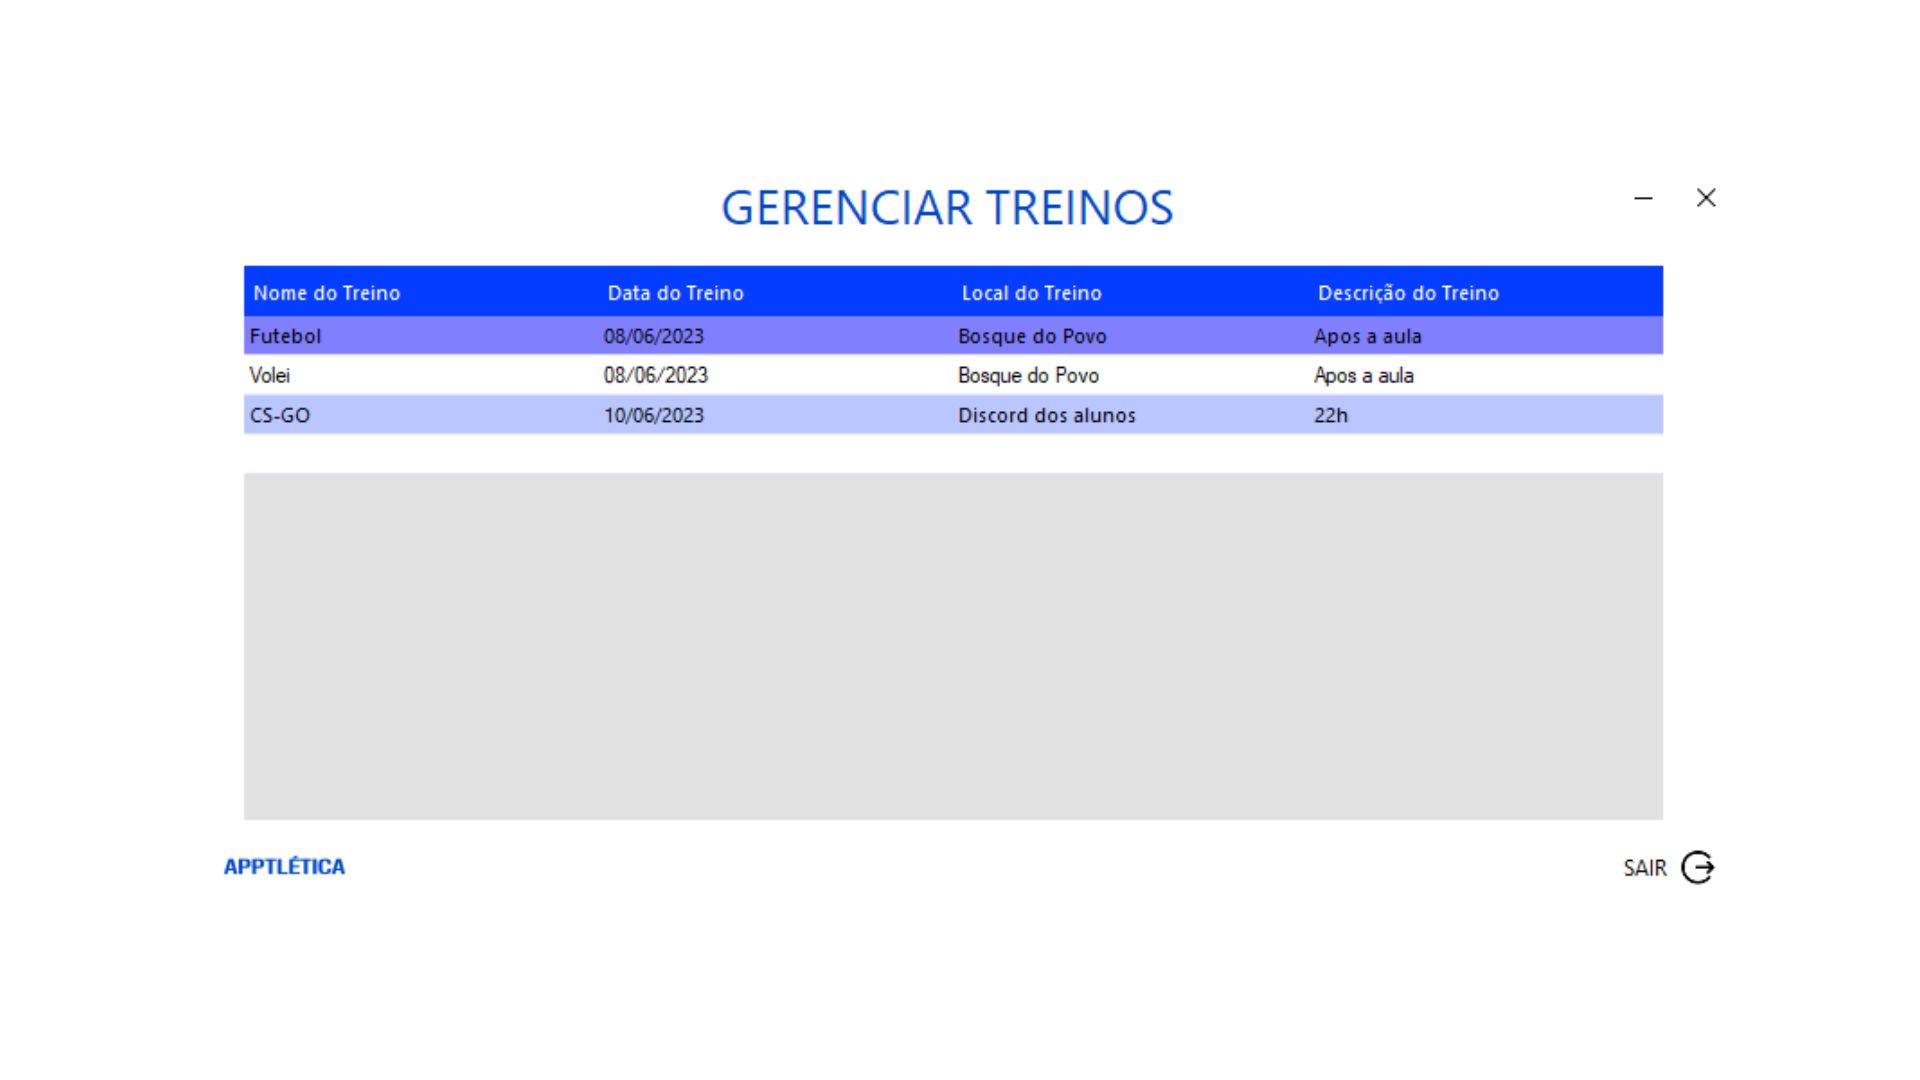 GERENCIAR TREINOS
Nome do Treino Data do Treino Local do Treino Descrição do Treino
Futebol 08/06/2023 Bosque do Povo Apos a aula
Volei 08/06/2023 Bosque do Povo Apos a aula
CS-GO 10/06/2023 Discord dos alunos 22h
APPTLÉTICA SAIR